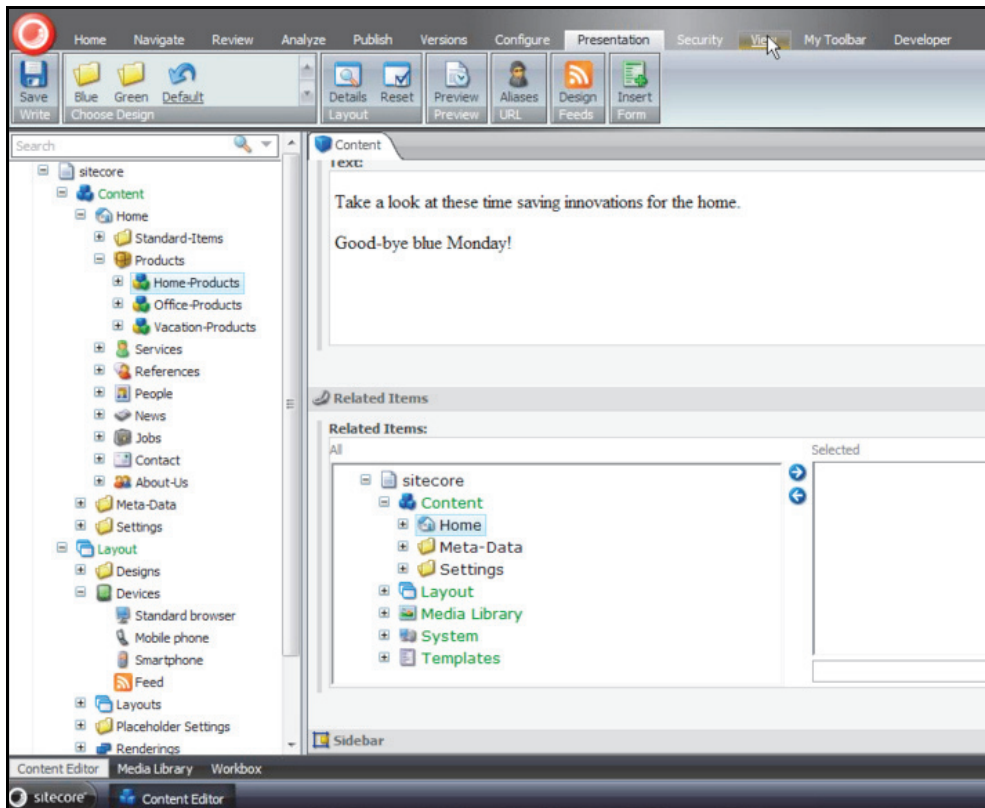 Home Navigate Review Analyze Publish Versions Configure Presentation Security View My Toolbar Developer
Save Blue Green Default Details Reset Preview Aliases Design Insert
Write Choose Design Layout Preview URL Feeds Form
Search
sitecore
Content
Home
Standard-Items
Products
Home-Products
Office-Products
Vacation-Products
Services
References
People
News
Jobs
Contact
About-Us
Meta-Data
Settings
Layout
Designs
Devices
Standard browser
Mobile phone
Smartphone
Feed
Layouts
Placeholder Settings
Renderings
Content
Text:
Take a look at these time saving innovations for the home.
Good-bye blue Monday!
Related Items
Related Items:
All Selected
sitecore
Content
Home
Meta-Data
Settings
Layout
Media Library
System
Templates
Sidebar
Content Editor Media Library Workbox
sitecore Content Editor